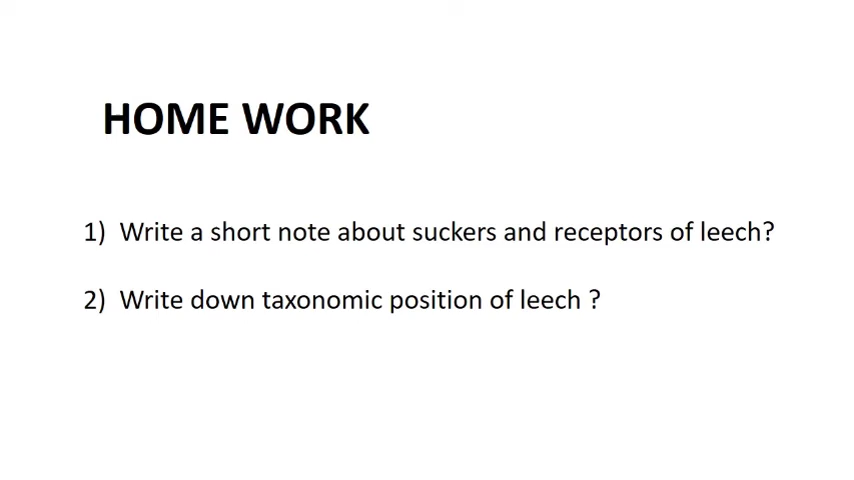 HOME WORK
1) Write a short note about suckers and receptors of leech?
2) Write down taxonomic position of leech ?